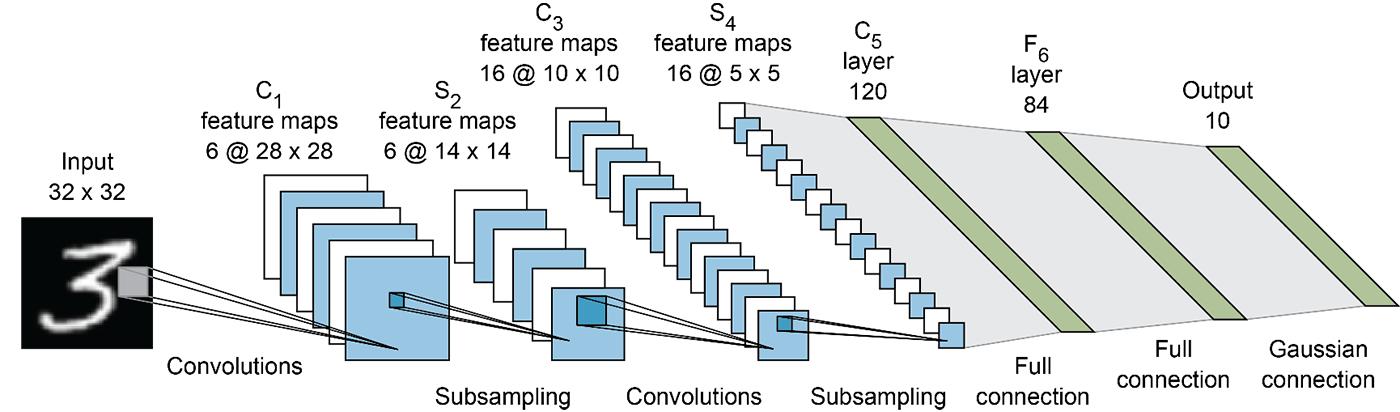 Input
32 x 32
C1
feature maps
6 @ 28 x 28
S2
feature maps
6 @ 14 x 14
C3
feature maps
16 @ 10 x 10
S4
feature maps
16 @ 5 x 5
C5
layer
120
F6
layer
84
Output
10
3
Convolutions
Subsampling
Convolutions
Subsampling
Full
connection
Full
connection
Gaussian
connection